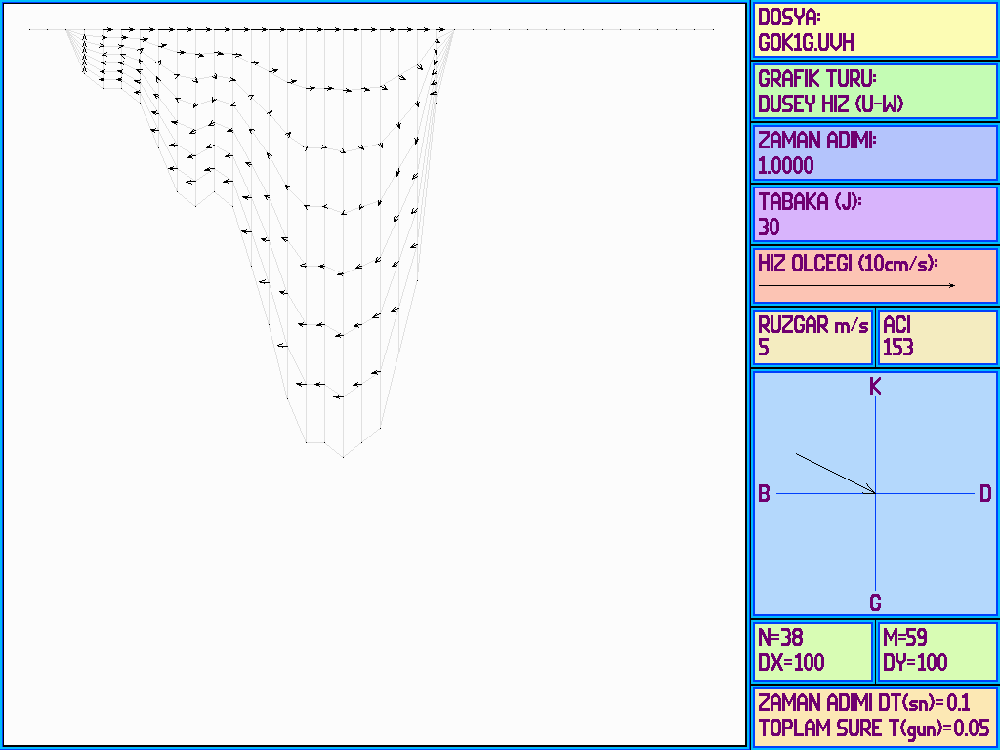 DOSYA:
GOK1G.UVH
GRAFIK TURU:
DUSEY HIZ (U-W)
ZAMAN ADIMI:
1.0000
TABAKA (J):
30
HIZ OLCEGI (10cm/s):
RUZGAR m/s
5
ACI
153
K
B
D
G
N=38
DX=100
M=59
DY=100
ZAMAN ADIMI DT(sn)=0.1
TOPLAM SURE T(gun)=0.05